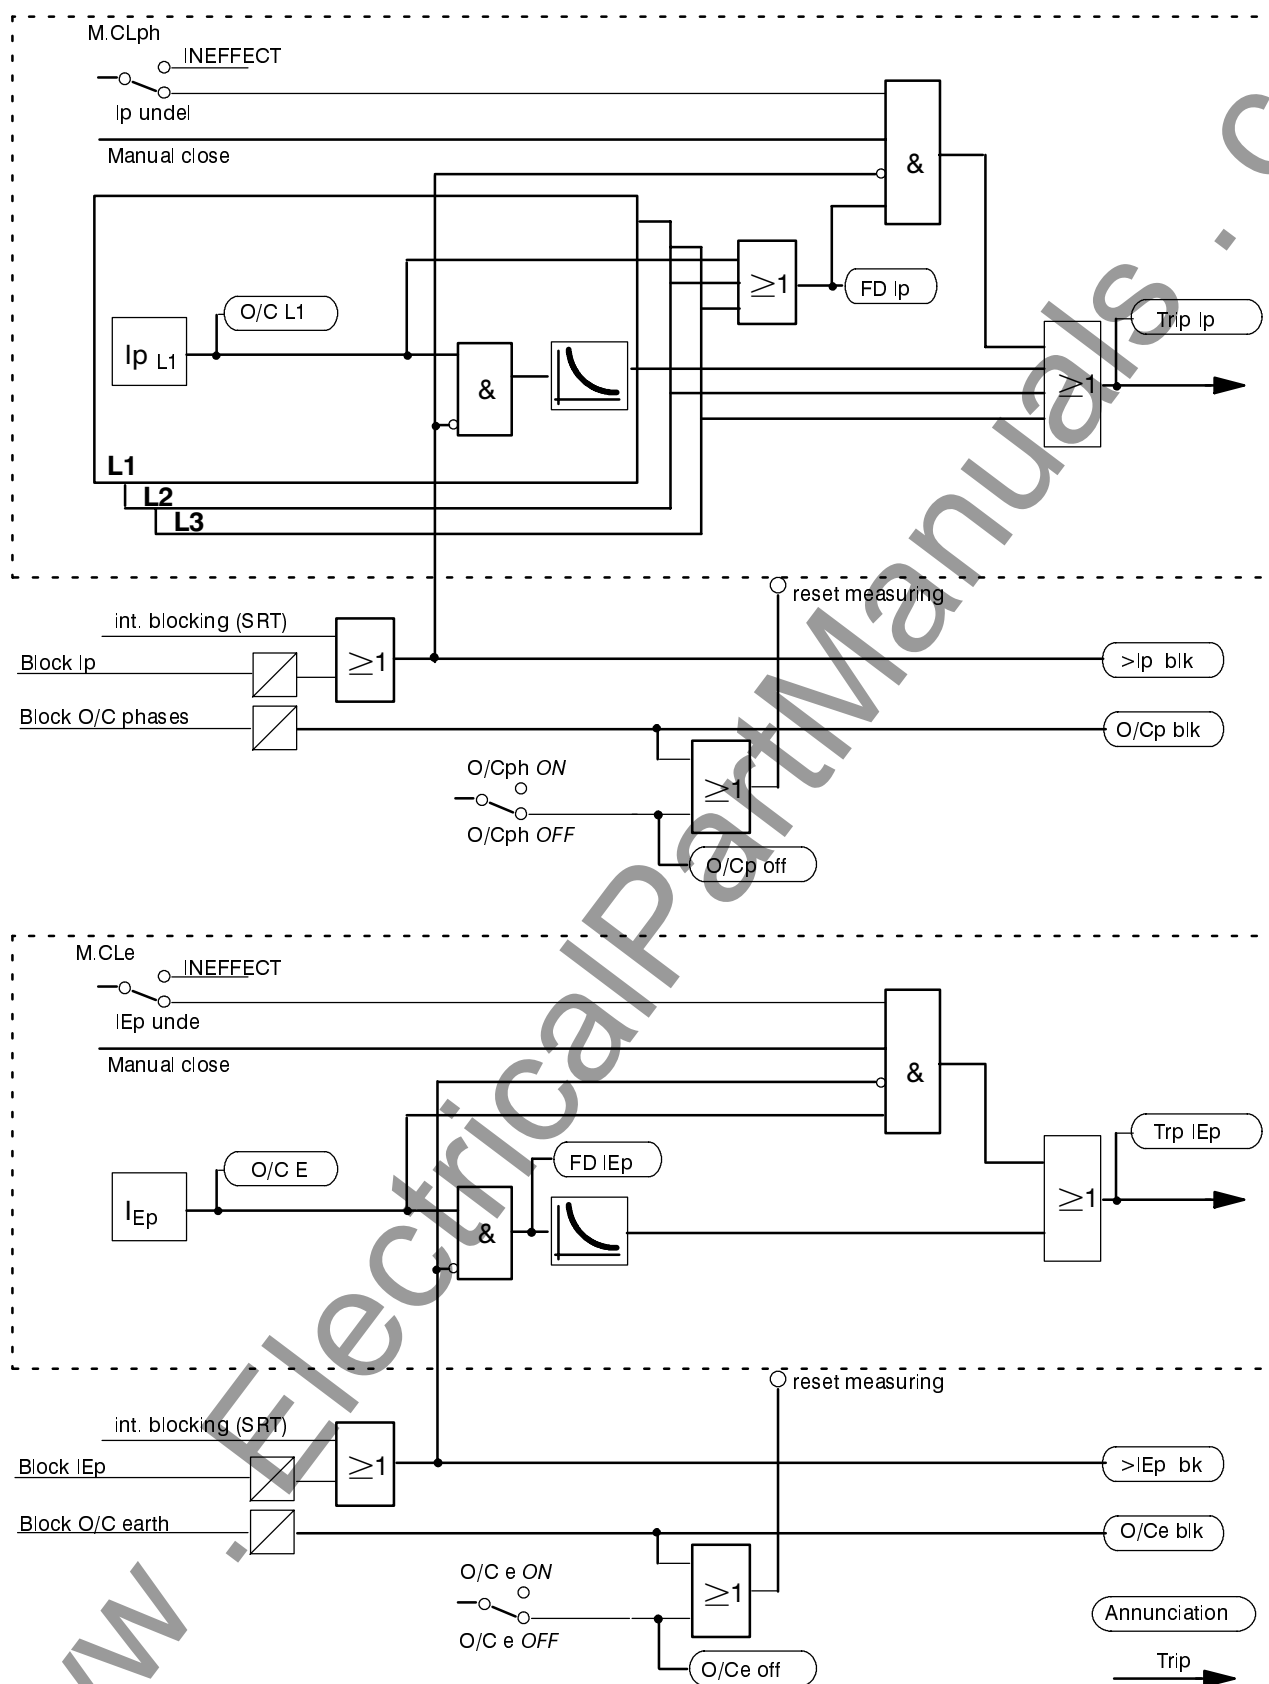 M.CLph
INEFFECT
Ip undel
Manual close
&
≥1
FD Ip
O/C L1
Ip L1
&
Trip Ip
≥1
L1
L2
L3
reset measuring
int. blocking (SRT)
Block Ip
≥1
>Ip blk
Block O/C phases
O/Cp blk
O/Cph ON
≥1
O/Cph OFF
O/Cp off
M.CLe
INEFFECT
IEp unde
Manual close
&
O/C E
FD IEp
Trp IEp
IEp
&
≥1
reset measuring
int. blocking (SRT)
Block IEp
≥1
>IEp bk
Block O/C earth
O/Ce blk
O/C e ON
≥1
O/C e OFF
O/Ce off
Annunciation
Trip
w . ElectricalPartManuals . c